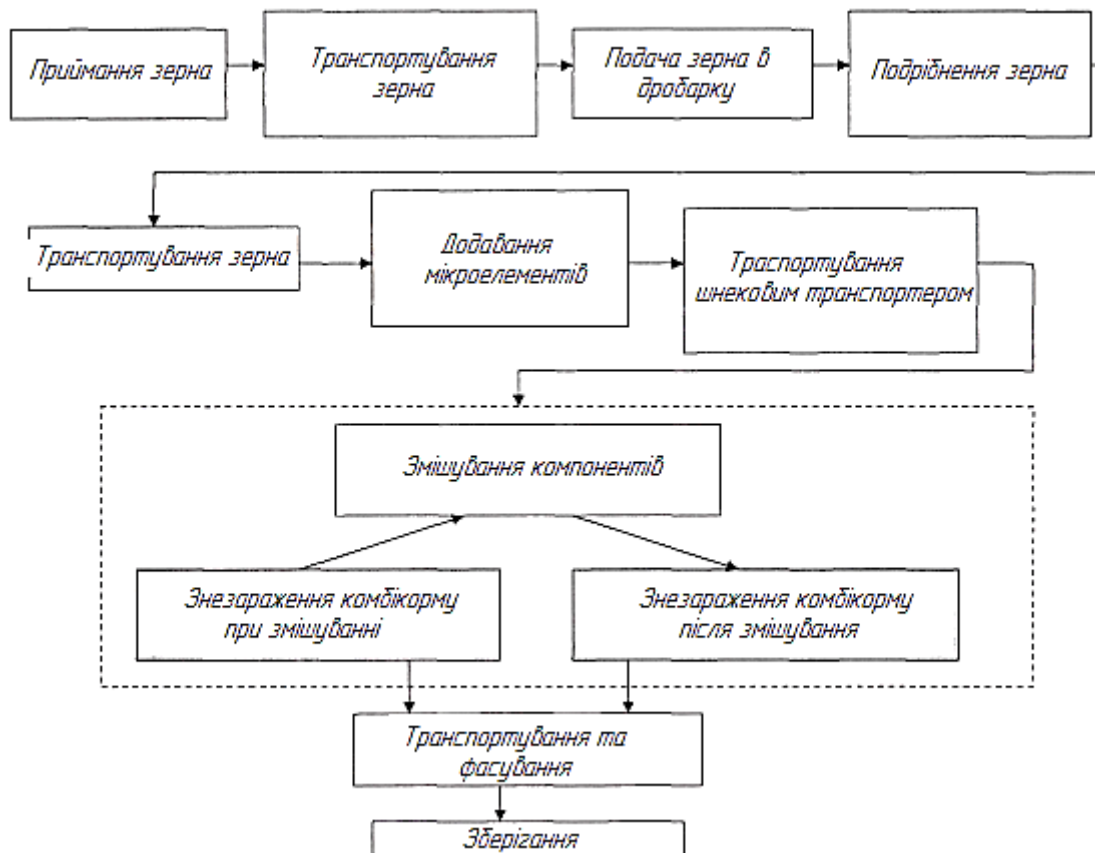 Приймання зерна
Транспортування
зерна
Подача зерна в
дробарку
Подрібнення зерна
Транспортування зерна
Додавання
мікроелементів
Траспортування
шнековим транспортером
Змішування компонентів
Знезараження комбікорму
при змішуванні
Знезараження комбікорму
після змішування
Транспортування та
фасування
Зберігання